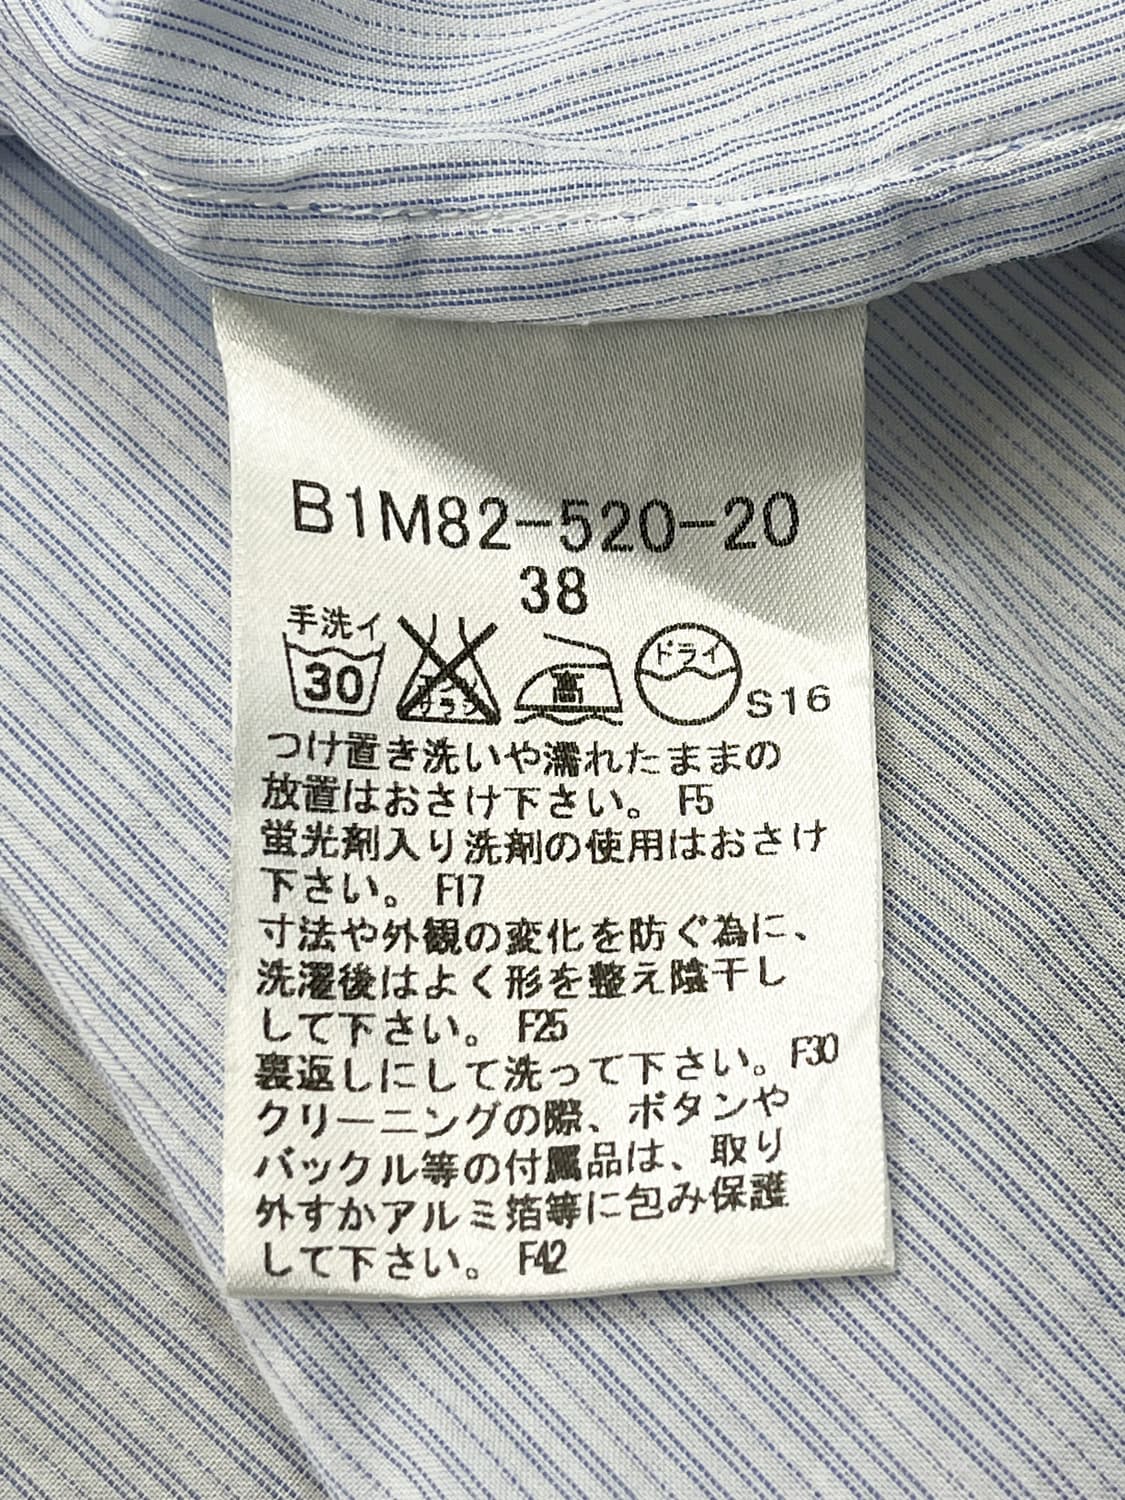 B1M82-520-20
38
手洗イ
30
エンソ
サラシ
高
ドライ
S16
つけ置き洗いや濡れたままの
放置はおさけ下さい。 F5
蛍光剤入り洗剤の使用はおさけ
下さい。 F17
寸法や外観の変化を防ぐ為に、
洗濯後はよく形を整え陰干し
して下さい。 F25
裏返しにして洗って下さい。F30
クリーニングの際、ボタンや
バックル等の付属品は、取り
外すかアルミ箔等に包み保護
して下さい。 F42